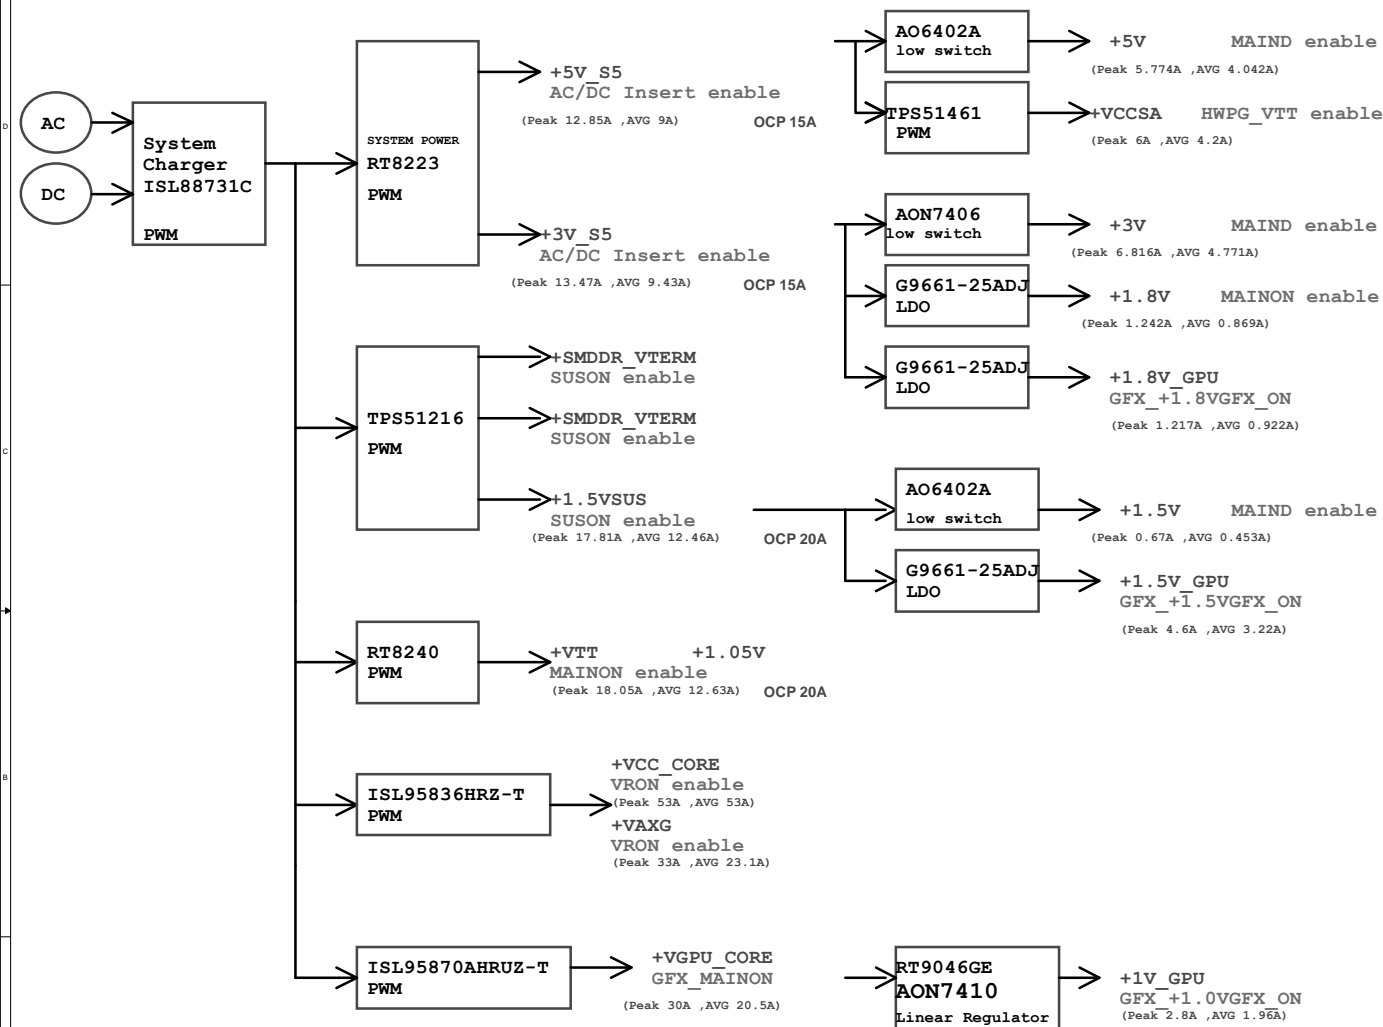 D
C
B
AC
DC
System
Charger
ISL88731C
PWM
SYSTEM POWER
RT8223
PWM
+5V_S5
AC/DC Insert enable
(Peak 12.85A ,AVG 9A)
OCP 15A
+3V_S5
AC/DC Insert enable
(Peak 13.47A ,AVG 9.43A)
OCP 15A
AO6402A
low switch
+5V MAIND enable
(Peak 5.774A ,AVG 4.042A)
TPS51461
PWM
+VCCSA HWPG_VTT enable
(Peak 6A ,AVG 4.2A)
AON7406
low switch
+3V MAIND enable
(Peak 6.816A ,AVG 4.771A)
G9661-25ADJ
LDO
+1.8V MAINON enable
(Peak 1.242A ,AVG 0.869A)
G9661-25ADJ
LDO
+1.8V_GPU
GFX_+1.8VGFX_ON
(Peak 1.217A ,AVG 0.922A)
TPS51216
PWM
+SMDDR_VTERM
SUSON enable
+SMDDR_VTERM
SUSON enable
+1.5VSUS
SUSON enable
(Peak 17.81A ,AVG 12.46A)
OCP 20A
AO6402A
low switch
+1.5V MAIND enable
(Peak 0.67A ,AVG 0.453A)
G9661-25ADJ
LDO
+1.5V_GPU
GFX_+1.5VGFX_ON
(Peak 4.6A ,AVG 3.22A)
RT8240
PWM
+VTT +1.05V
MAINON enable
(Peak 18.05A ,AVG 12.63A)
OCP 20A
ISL95836HRZ-T
PWM
+VCC_CORE
VRON enable
(Peak 53A ,AVG 53A)
+VAXG
VRON enable
(Peak 33A ,AVG 23.1A)
ISL95870AHRUZ-T
PWM
+VGPU_CORE
GFX_MAINON
(Peak 30A ,AVG 20.5A)
RT9046GE
AON7410
Linear Regulator
+1V_GPU
GFX_+1.0VGFX_ON
(Peak 2.8A ,AVG 1.96A)